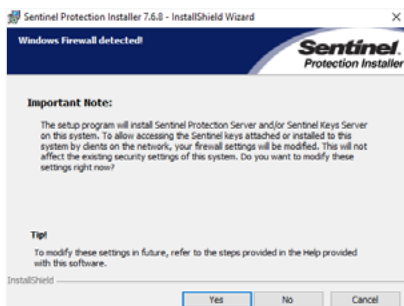 Sentinel Protection Installer 7.6.8 - InstallShield Wizard
Windows Firewall detected!
Sentinel.
Protection Installer
Important Note:
The setup program will install Sentinel Protection Server and/or Sentinel Keys Server
on this system. To allow accessing the Sentinel keys attached or installed to this
system by clients on the network, your firewall settings will be modified. This will not
affect the existing security settings of this system. Do you want to modify these
settings right now?
Tip!
To modify these settings in future, refer to the steps provided in the Help provided
with this software.
InstallShield
Yes
No
Cancel